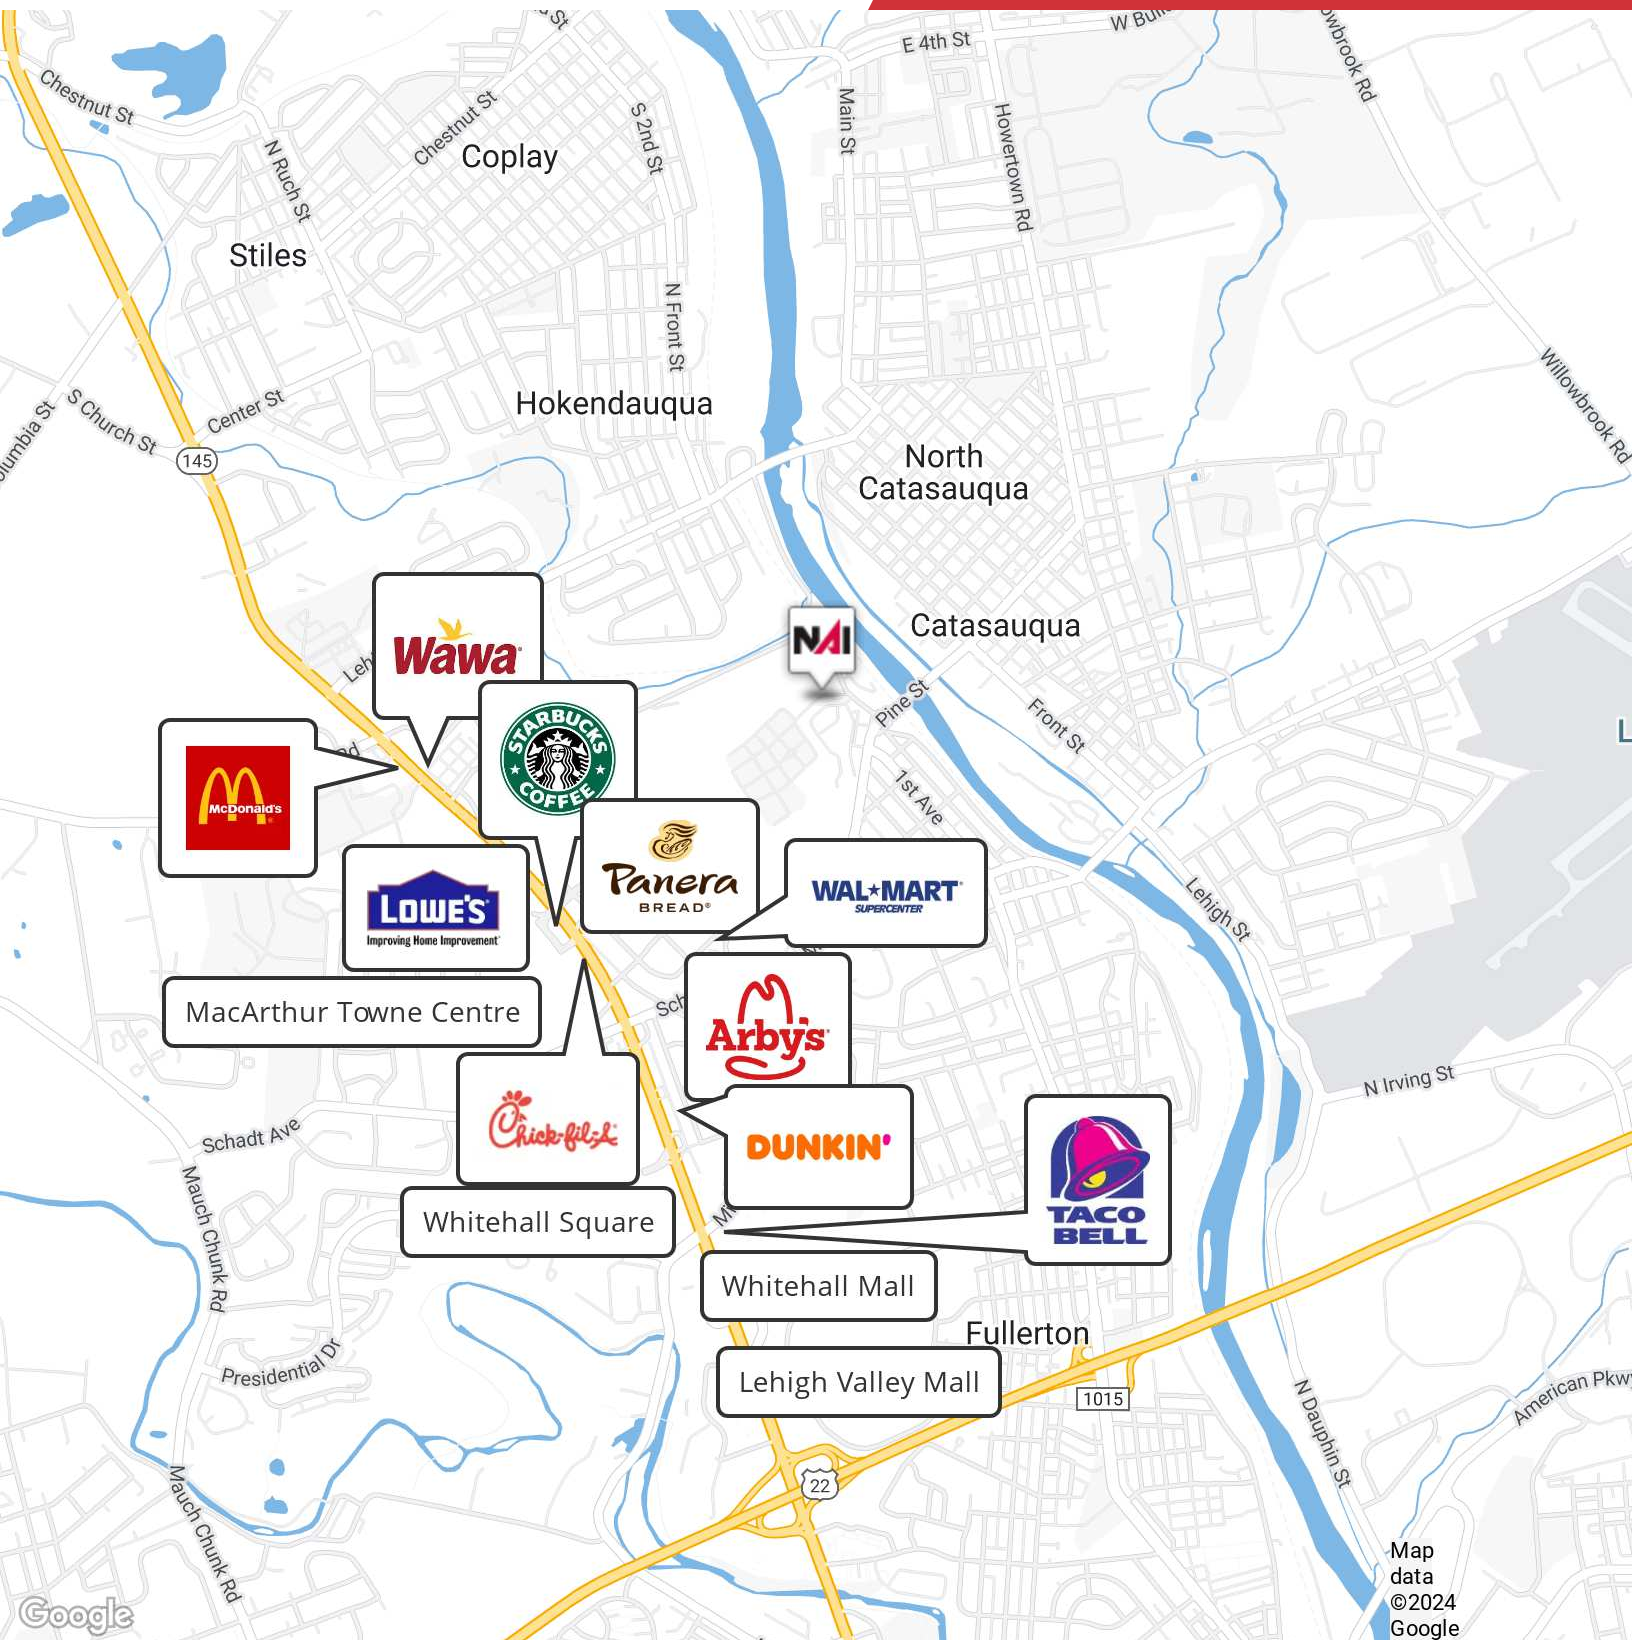 E 4th St
Chestnut St
Chestnut St
Coplay
S 2nd St
Main St
Howertown Rd
N Ruch St
Stiles
N Front St
Willowbrook Rd
S Church St
Center St
Hokendauqua
145
North
Catasauqua
Catasauqua
NAI
Wawa
Pine St
Front St
STARBUCKS
COFFEE
McDonald's
1st Ave
Panera
BREAD®
WAL★MART
SUPERCENTER
LOWE'S
Improving Home Improvement
Lehigh St
MacArthur Towne Centre
Arby's
N Irving St
Chick-fil-A
DUNKIN'
Schadt Ave
TACO
BELL
Mauch Chunk Rd
Whitehall Square
Whitehall Mall
Fullerton
Presidential Dr
Lehigh Valley Mall
1015
N Dauphin St
American Pkwy
22
Mauch Chunk Rd
Map
data
©2024
Google
Google